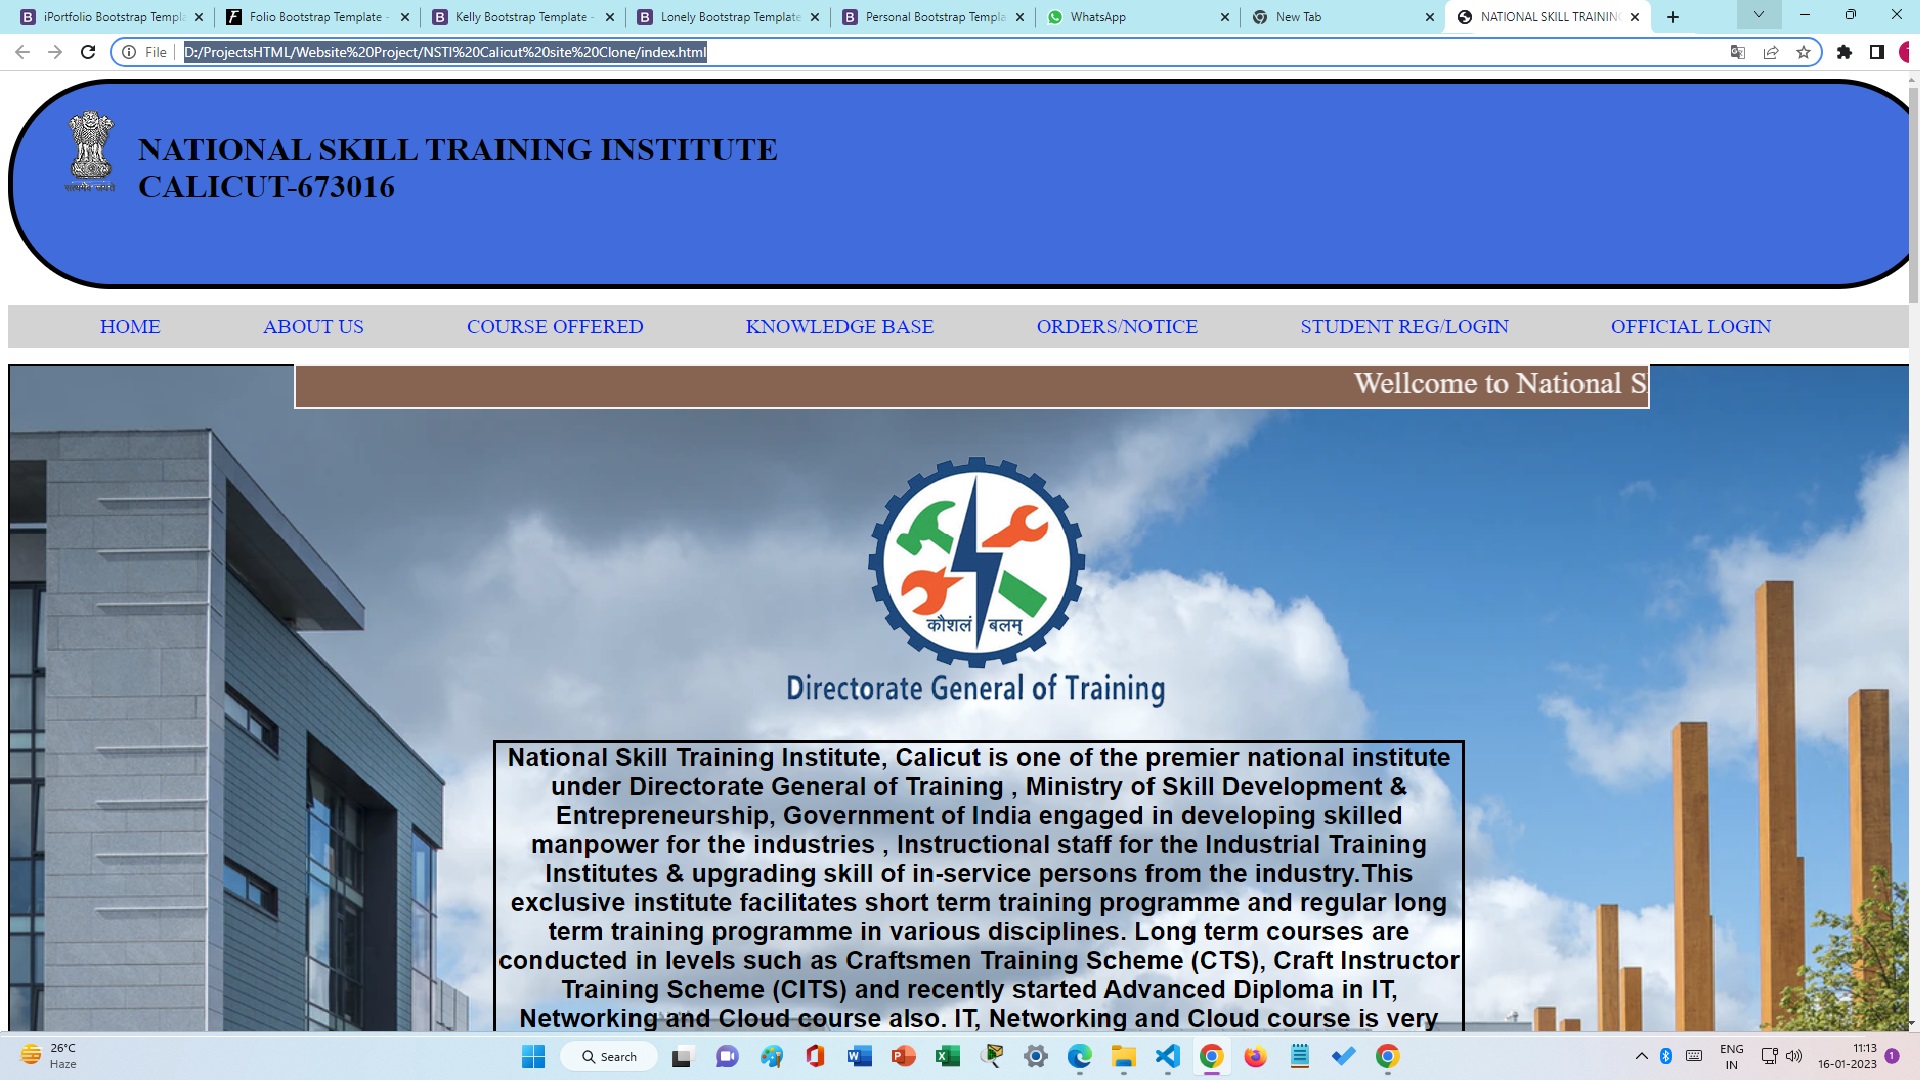 iPortfolio Bootstrap Templa
Folio Bootstrap Template -
Kelly Bootstrap Template -
Lonely Bootstrap Template
Personal Bootstrap Templa
WhatsApp
New Tab
NATIONAL SKILL TRAINING
File
D:/ProjectsHTML/Website%20Project/NSTI%20Calicut%20site%20Clone/index.html
NATIONAL SKILL TRAINING INSTITUTE
CALICUT-673016
HOME
ABOUT US
COURSE OFFERED
KNOWLEDGE BASE
ORDERS/NOTICE
STUDENT REG/LOGIN
OFFICIAL LOGIN
Wellcome to National S
कौशलं बलम्
Directorate General of Training
National Skill Training Institute, Calicut is one of the premier national institute
under Directorate General of Training , Ministry of Skill Development &
Entrepreneurship, Government of India engaged in developing skilled
manpower for the industries , Instructional staff for the Industrial Training
Institutes & upgrading skill of in-service persons from the industry.This
exclusive institute facilitates short term training programme and regular long
term training programme in various disciplines. Long term courses are
conducted in levels such as Craftsmen Training Scheme (CTS), Craft Instructor
Training Scheme (CITS) and recently started Advanced Diploma in IT,
Networking and Cloud course also. IT, Networking and Cloud course is very
26°C
Haze
Search
ENG
IN
11:13
16-01-2023
1